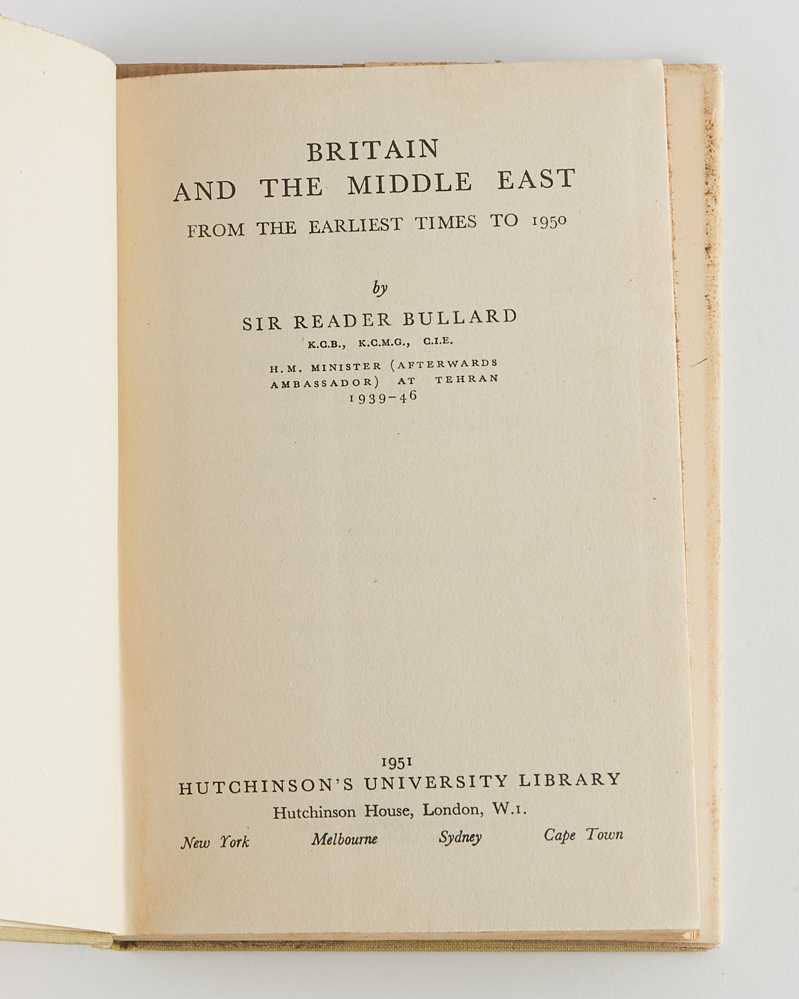 BRITAIN
AND THE MIDDLE EAST
FROM THE EARLIEST TIMES TO 1950
by
SIR READER BULLARD
K.C.B., K.C.M.G., C.I.E.
H.M. MINISTER (AFTERWARDS
AMBASSADOR) AT TEHRAN
1939–46
1951
HUTCHINSON'S UNIVERSITY LIBRARY
Hutchinson House, London, W.1.
New York Melbourne Sydney Cape Town